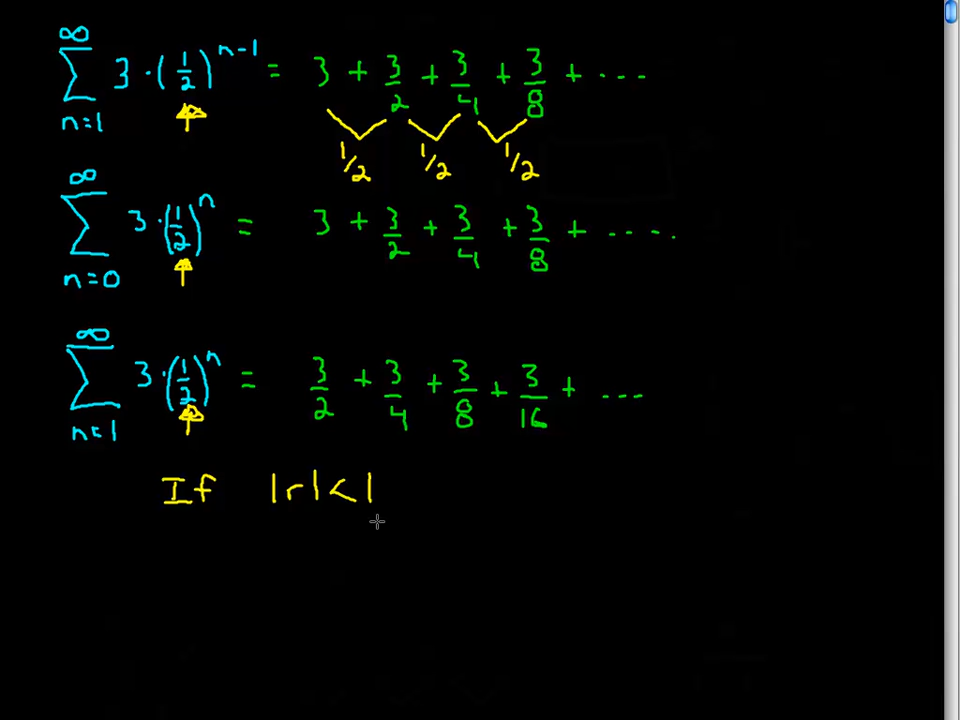 ∞
∑ 3·(1/2)^(n-1) = 3 + 3/2 + 3/4 + 3/8 + ···
n=1
1/2 1/2 1/2
∞
∑ 3·(1/2)^n = 3 + 3/2 + 3/4 + 3/8 + ····.
n=0
∞
∑ 3·(1/2)^n = 3/2 + 3/4 + 3/8 + 3/16 + ···
n=1
If |r|<1